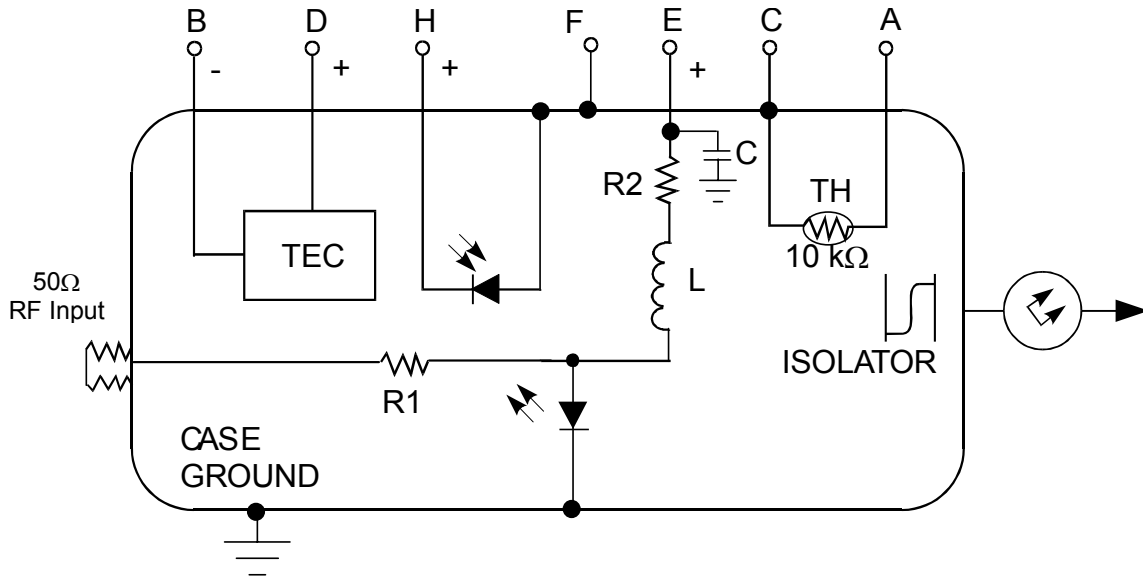 B D H F E C A
- + + +
C
R2
TH
10 kΩ
TEC
L
50Ω
RF Input
ISOLATOR
R1
CASE
GROUND